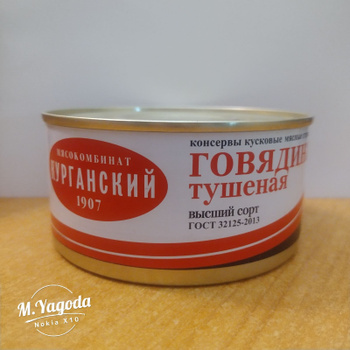 МЯСОКОМБИНАТ
КУРГАНСКИЙ
1907
консервы кусковые мясные
ГОВЯДИН
тушеная
высший сорт
ГОСТ 32125-2013
M.Yagoda
Nokia X10